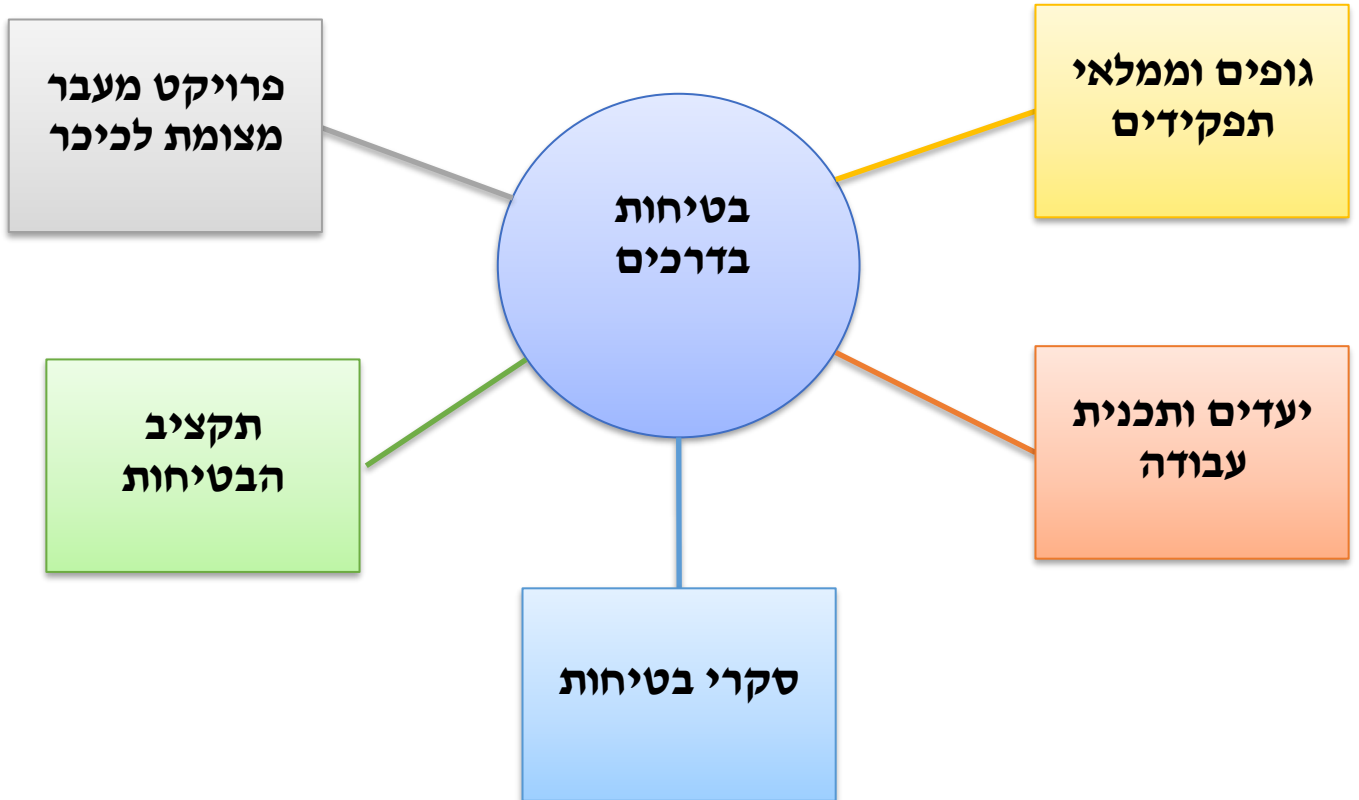 גופים וממלאי
תפקידים
פרויקט מעבר
מצומת לכיכר
בטיחות
בדרכים
יעדים ותכנית
עבודה
תקציב
הבטיחות
סקרי בטיחות